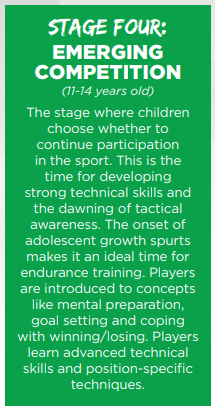 STAGE FOUR:
EMERGING
COMPETITION
(11-14 years old)
The stage where children
choose whether to
continue participation
in the sport. This is the
time for developing
strong technical skills and
the dawning of tactical
awareness. The onset of
adolescent growth spurts
makes it an ideal time for
endurance training. Players
are introduced to concepts
like mental preparation,
goal setting and coping
with winning/losing. Players
learn advanced technical
skills and position-specific
techniques.